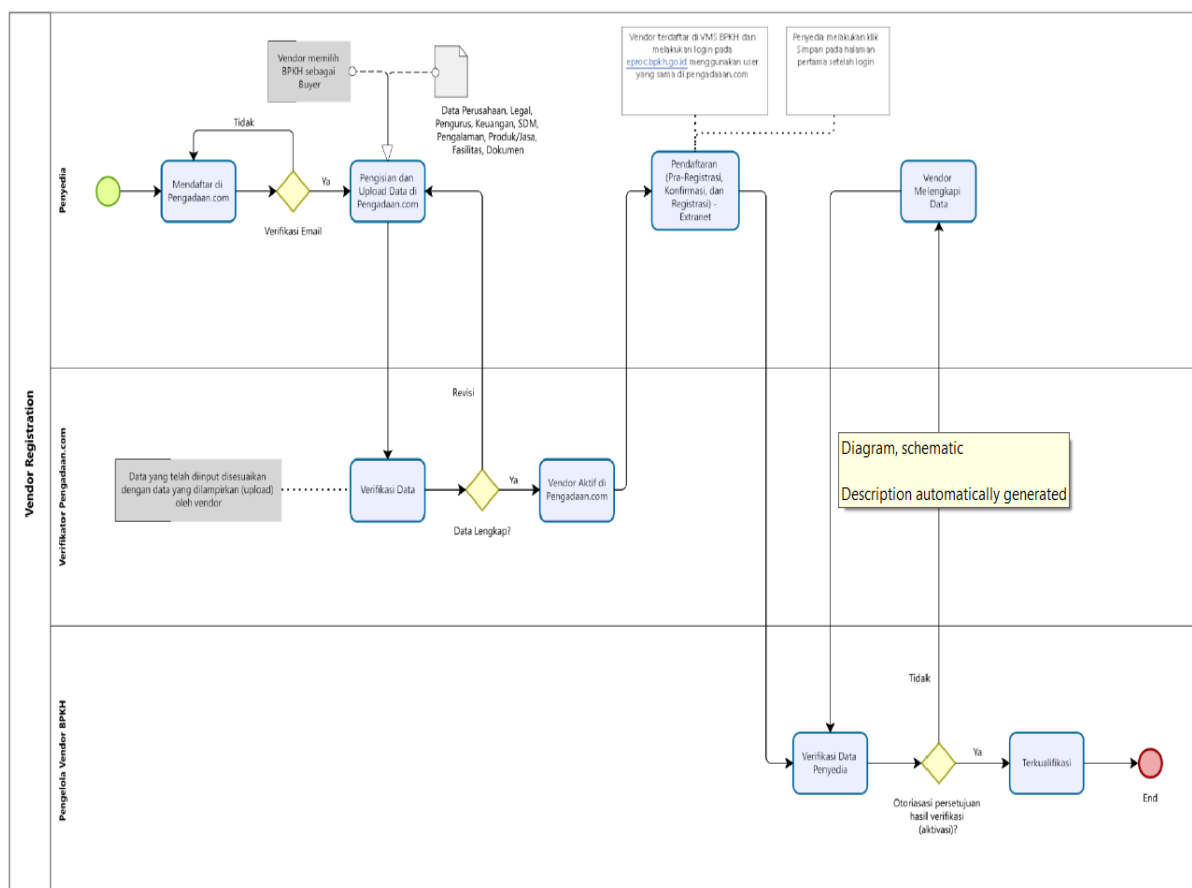 Vendor Registration
Penyedia
Vendor memilih
BPKH sebagai
Buyer
Data Perusahaan, Legal,
Pengurus, Keuangan, SDM,
Pengalaman, Produk/Jasa,
Fasilitas, Dokumen
Vendor terdaftar di VMS BPKH dan
melakukan login pada
eproc.bpkh.go.id menggunakan user
yang sama di pengadaaan.com
Penyedia melakukan klik
Simpan pada halaman
pertama setelah login
Tidak
Mendaftar di
Pengadaan.com
Verifikasi Email
Ya
Pengisian dan
Upload Data di
Pengadaan.com
Pendaftaran
(Pra-Registrasi,
Konfirmasi, dan
Registrasi) -
Extranet
Vendor
Melengkapi
Data
Verifikator Pengadaan.com
Revisi
Data yang telah diinput disesuaikan
dengan data yang dilampirkan (upload)
oleh vendor
Verifikasi Data
Data Lengkap?
Ya
Vendor Aktif di
Pengadaan.com
Diagram, schematic
Description automatically generated
Pengelola Vendor BPKH
Tidak
Verifikasi Data
Penyedia
Otoriasasi persetujuan
hasil verifikasi
(aktivasi)?
Ya
Terkualifikasi
End